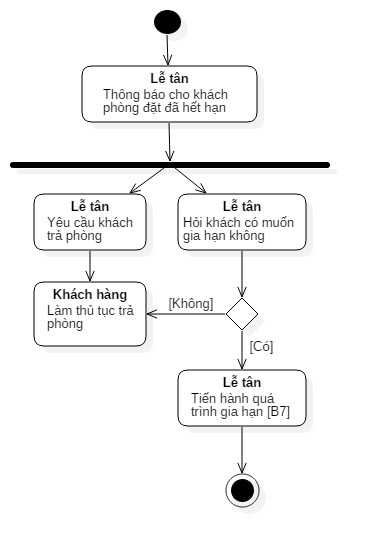 Lễ tân
Thông báo cho khách
phòng đặt đã hết hạn
Lễ tân
Yêu cầu khách
trả phòng
Lễ tân
Hỏi khách có muốn
gia hạn không
Khách hàng
Làm thủ tục trả
phòng
[Không]
[Có]
Lễ tân
Tiến hành quá
trình gia hạn [B7]